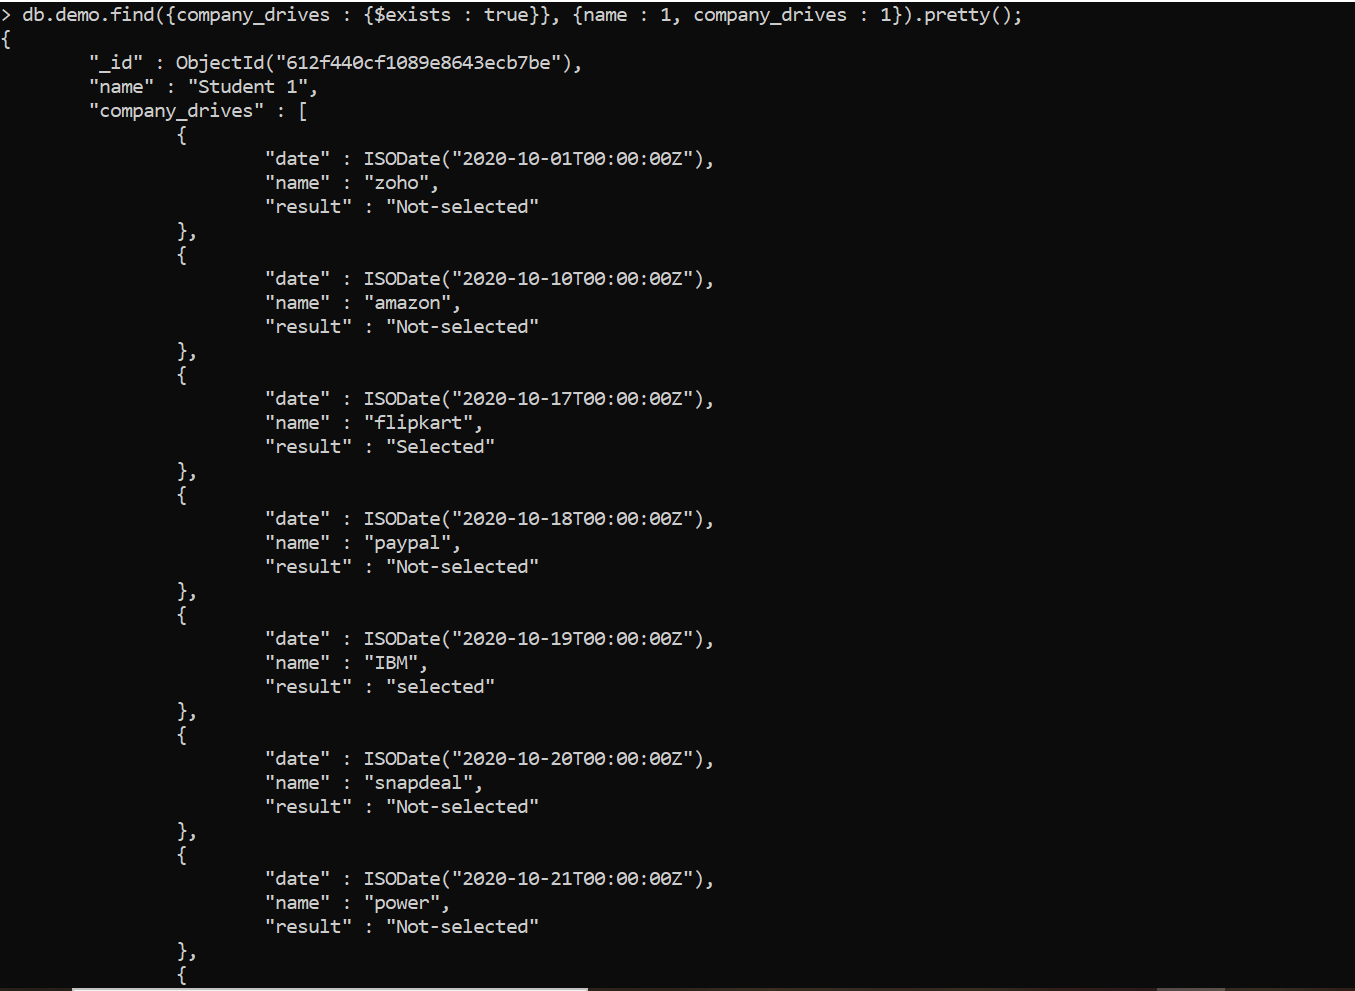 > db.demo.find({company_drives : {$exists : true}}, {name : 1, company_drives : 1}).pretty();
{
        "_id" : ObjectId("612f440cf1089e8643ecb7be"),
        "name" : "Student 1",
        "company_drives" : [
                {
                        "date" : ISODate("2020-10-01T00:00:00Z"),
                        "name" : "zoho",
                        "result" : "Not-selected"
                },
                {
                        "date" : ISODate("2020-10-10T00:00:00Z"),
                        "name" : "amazon",
                        "result" : "Not-selected"
                },
                {
                        "date" : ISODate("2020-10-17T00:00:00Z"),
                        "name" : "flipkart",
                        "result" : "Selected"
                },
                {
                        "date" : ISODate("2020-10-18T00:00:00Z"),
                        "name" : "paypal",
                        "result" : "Not-selected"
                },
                {
                        "date" : ISODate("2020-10-19T00:00:00Z"),
                        "name" : "IBM",
                        "result" : "selected"
                },
                {
                        "date" : ISODate("2020-10-20T00:00:00Z"),
                        "name" : "snapdeal",
                        "result" : "Not-selected"
                },
                {
                        "date" : ISODate("2020-10-21T00:00:00Z"),
                        "name" : "power",
                        "result" : "Not-selected"
                },
                {